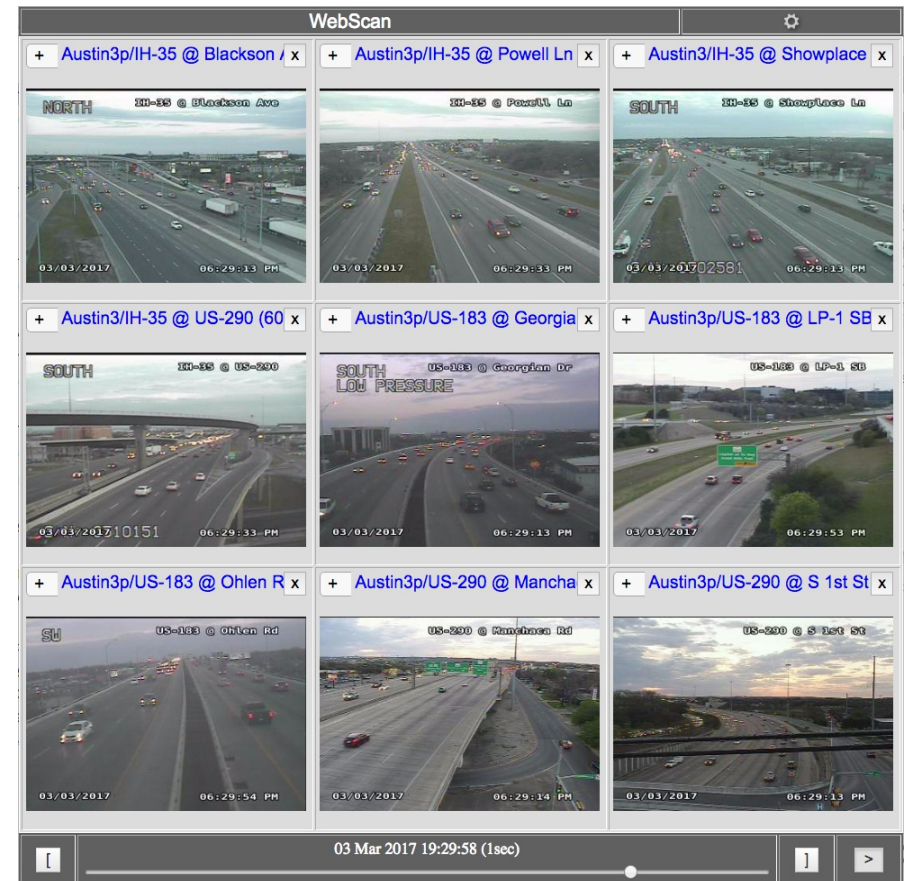 WebScan
+ Austin3p/IH-35 @ Blackson A x
+ Austin3p/IH-35 @ Powell Ln x
+ Austin3/IH-35 @ Showplace x
NORTH IH-35 @ Blackson Ave
03/03/2017 06:29:13 PM
IH-35 @ Powell Ln
03/03/2017 06:29:33 PM
SOUTH IH-35 @ Showplace Ln
03/03/2017 02581 06:29:13 PM
+ Austin3/IH-35 @ US-290 (60 x
+ Austin3p/US-183 @ Georgia x
+ Austin3p/US-183 @ LP-1 SB x
SOUTH IH-35 @ US-290
03/03/2017 10151 06:29:33 PM
SOUTH US-183 @ Georgian Dr
LOW PRESSURE
03/03/2017 06:29:13 PM
US-183 @ LP-1 SB
03/03/2017 06:29:53 PM
+ Austin3p/US-183 @ Ohlen R x
+ Austin3p/US-290 @ Mancha x
+ Austin3p/US-290 @ S 1st St x
SW US-183 @ Ohlen Rd
03/03/2017 06:29:54 PM
US-290 @ Manchaca Rd
03/03/2017 06:29:14 PM
US-290 @ S 1st St
03/03/2017 06:29:13 PM
[ 03 Mar 2017 19:29:58 (1sec) ] >